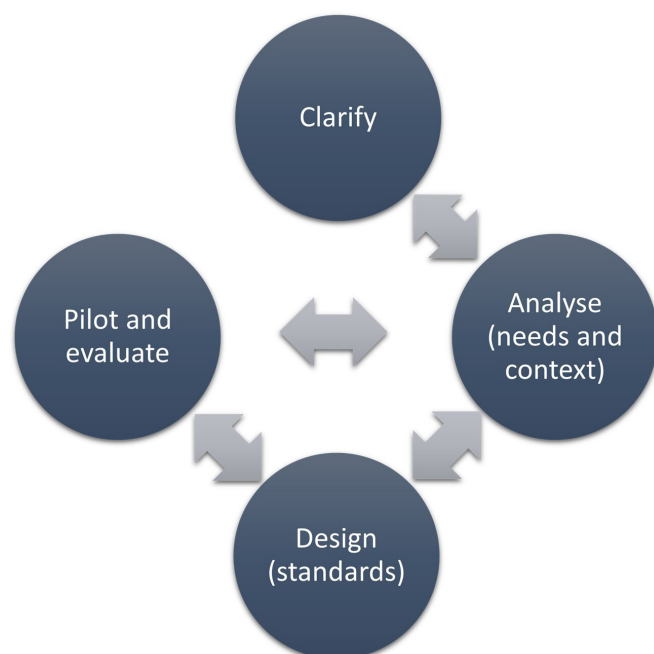 Clarify
Analyse
(needs and
context)
Pilot and
evaluate
Design
(standards)